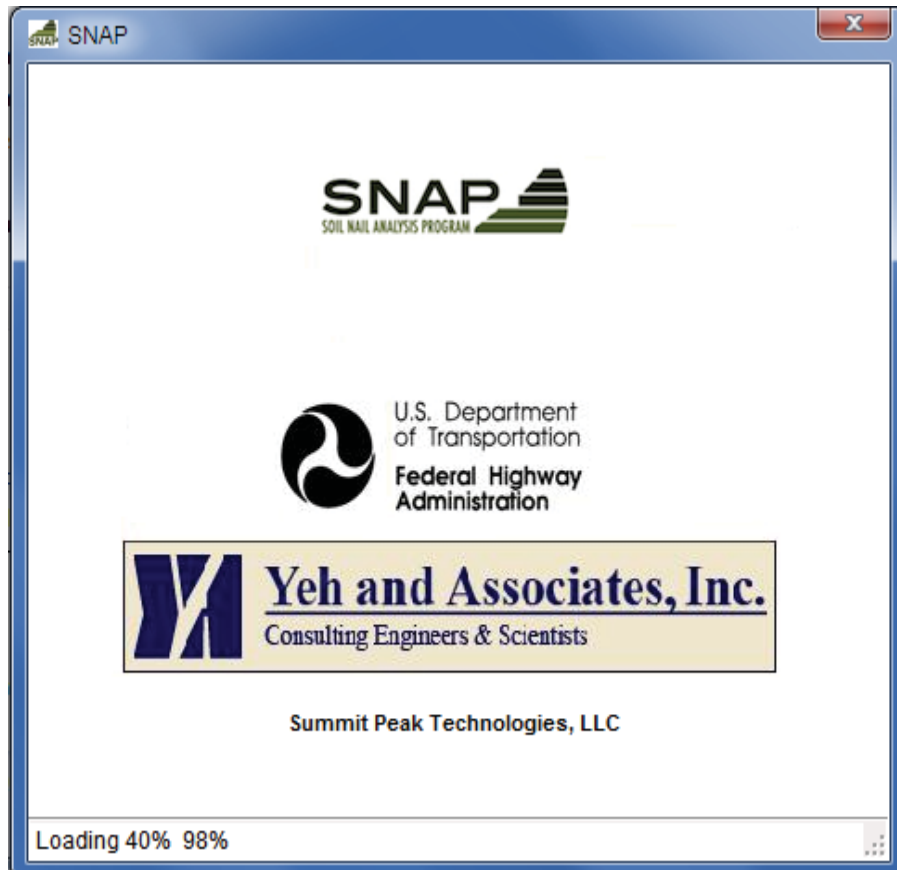 SNAP
SNAP
SOIL NAIL ANALYSIS PROGRAM
U.S. Department
of Transportation
Federal Highway
Administration
Yeh and Associates, Inc.
Consulting Engineers & Scientists
Summit Peak Technologies, LLC
Loading 40% 98%